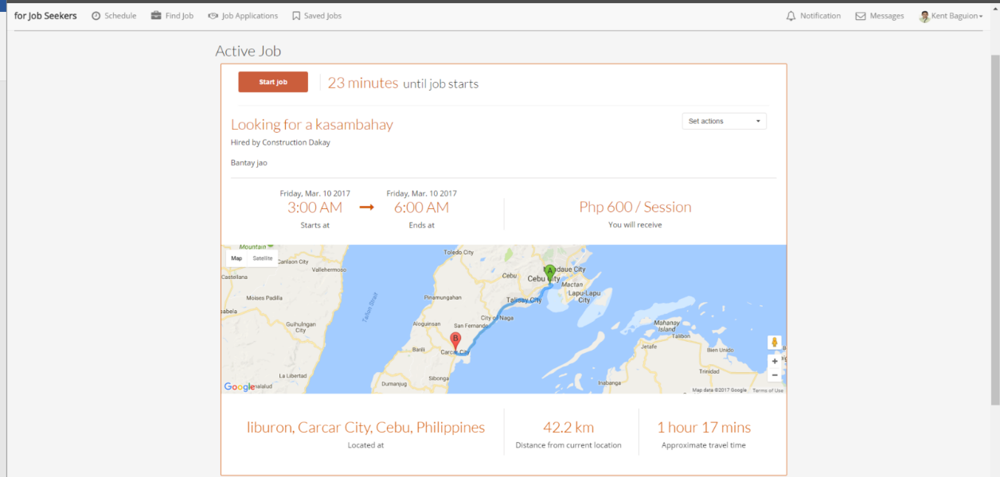 for Job Seekers Schedule Find Job Job Applications Saved Jobs Notification Messages Kent Baguion
Active Job
Start job 23 minutes until job starts
Looking for a kasambahay Set actions
Hired by Construction Dakay
Bantay jao
Friday, Mar. 10 2017 Friday, Mar. 10 2017
3:00 AM 6:00 AM Php 600 / Session
Starts at Ends at You will receive
Mountain
Map Satellite
Toledo City
Canlaon City
Vallehermoso
Castellana
Cebu
Cebu City
Mactan
Lapu-Lapu
City
Moises Padilla
Pinamungahan
Talisay City
Tañon Strait
City of Naga
Guihulngan
City
Aloguinsan
San Fernando
Mahanay
Island
Talibon
A
B
Barili
Carcar City
Jetafe
Bien Unido
La Libertad
Sibonga
Trinidad
Dumanjug
Inabanga
Google
Map data ©2017 Google Terms of Use
+
−
liburon, Carcar City, Cebu, Philippines 42.2 km 1 hour 17 mins
Located at Distance from current location Approximate travel time